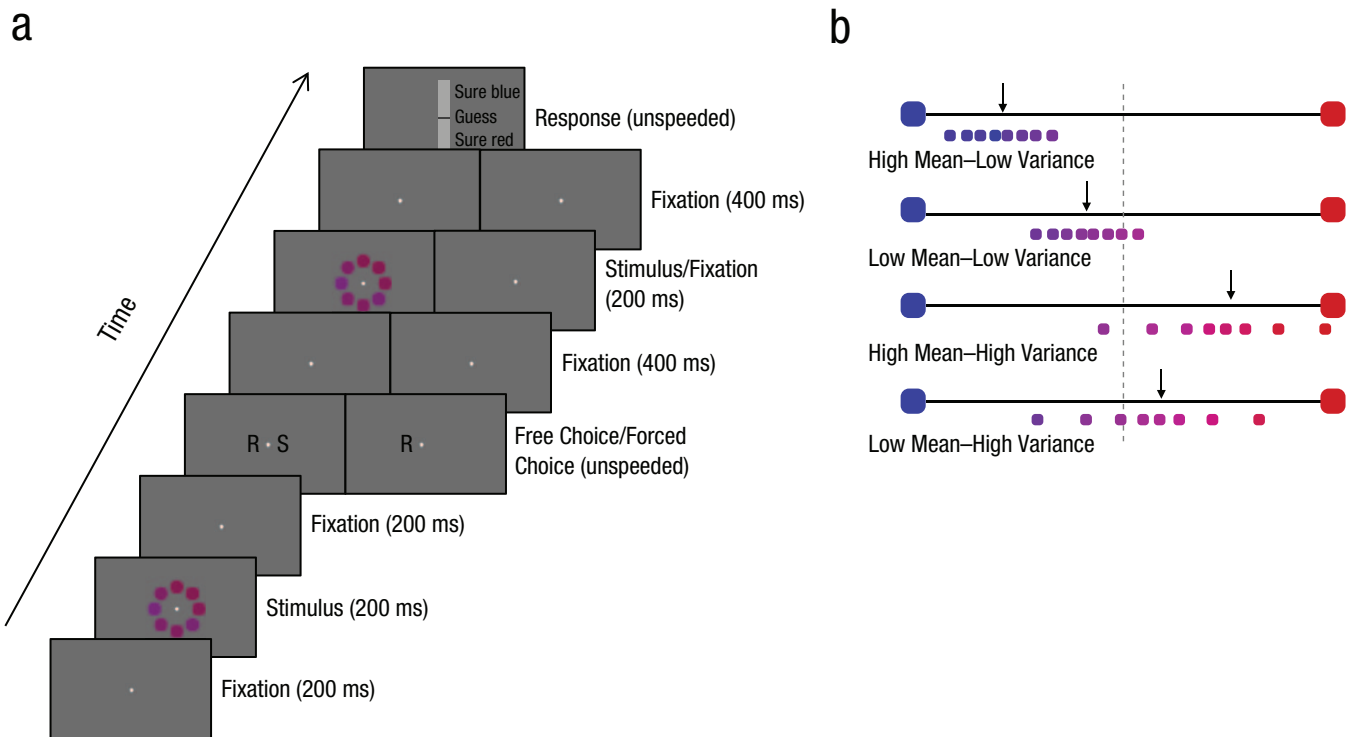 a
Sure blue
Guess
Sure red
Response (unspeeded)
Fixation (400 ms)
Stimulus/Fixation
(200 ms)
Fixation (400 ms)
R S
R
Free Choice/Forced
Choice (unspeeded)
Fixation (200 ms)
Stimulus (200 ms)
Fixation (200 ms)
Time
b
High Mean–Low Variance
Low Mean–Low Variance
High Mean–High Variance
Low Mean–High Variance